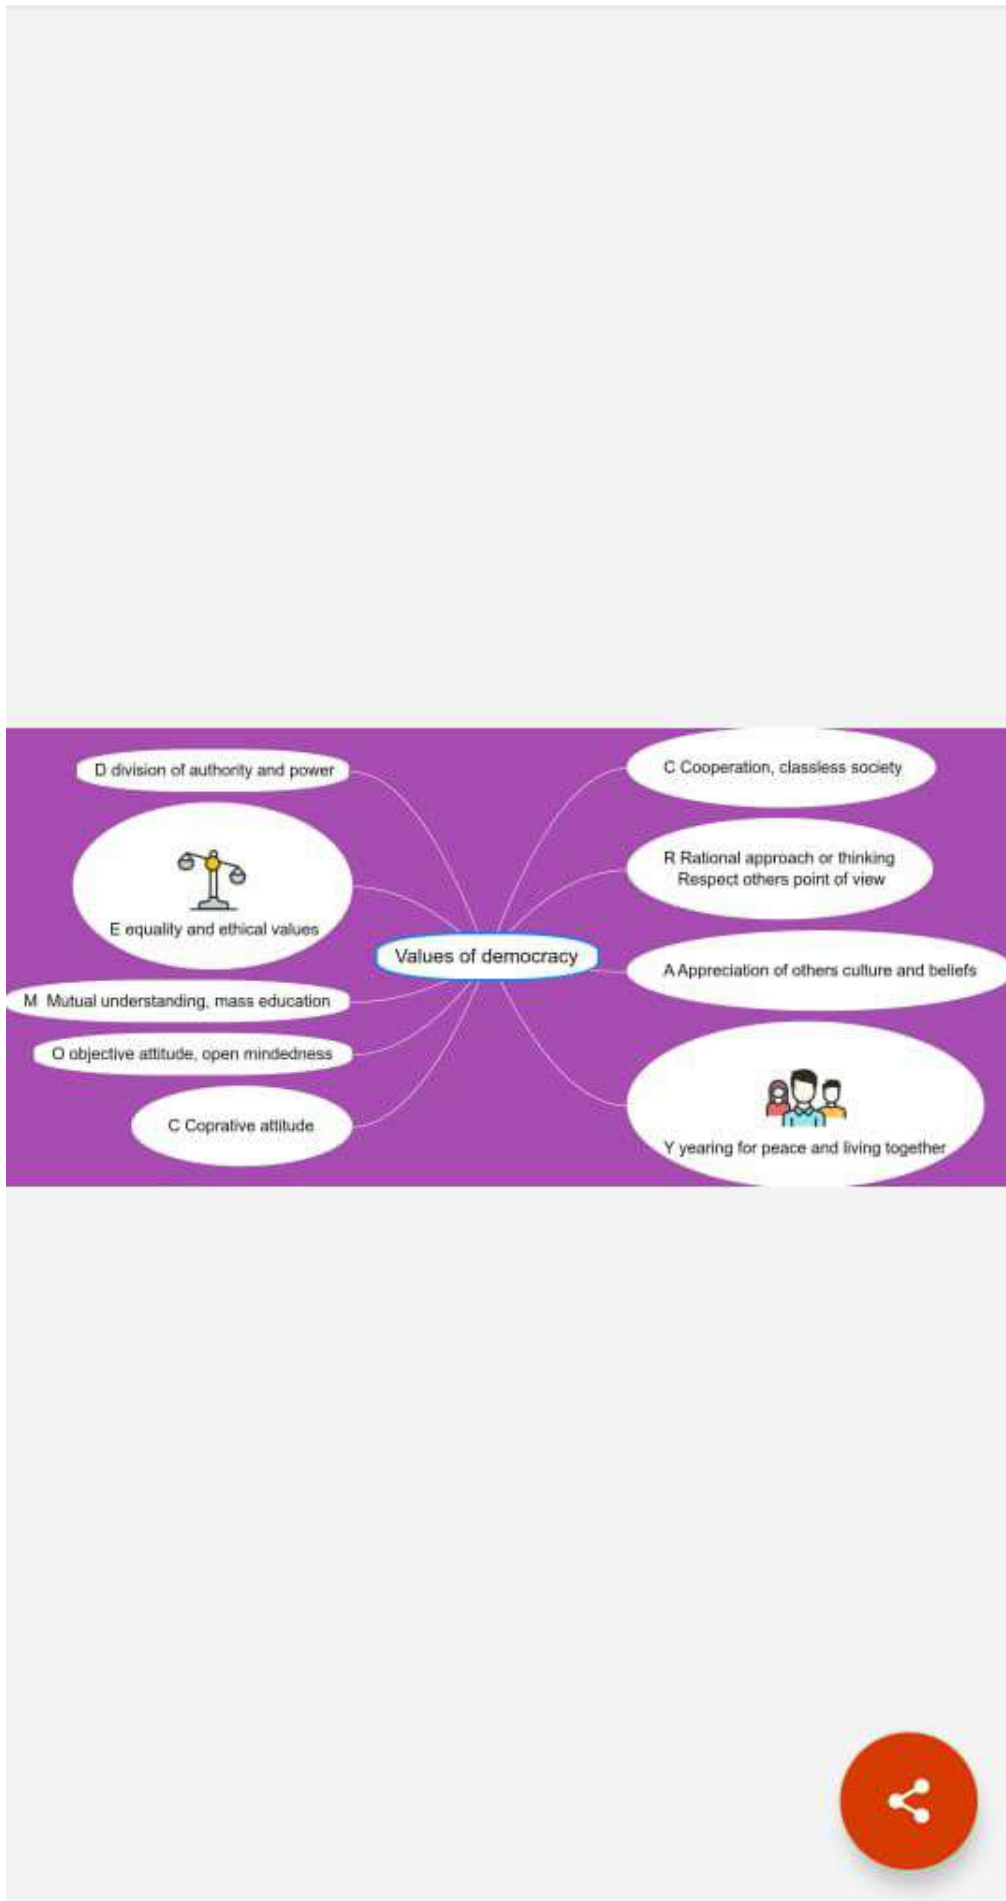 D division of authority and power
E equality and ethical values
M Mutual understanding, mass education
O objective attitude, open mindedness
C Coprative attitude
Values of democracy
C Cooperation, classless society
R Rational approach or thinking
Respect others point of view
A Appreciation of others culture and beliefs
Y yearing for peace and living together